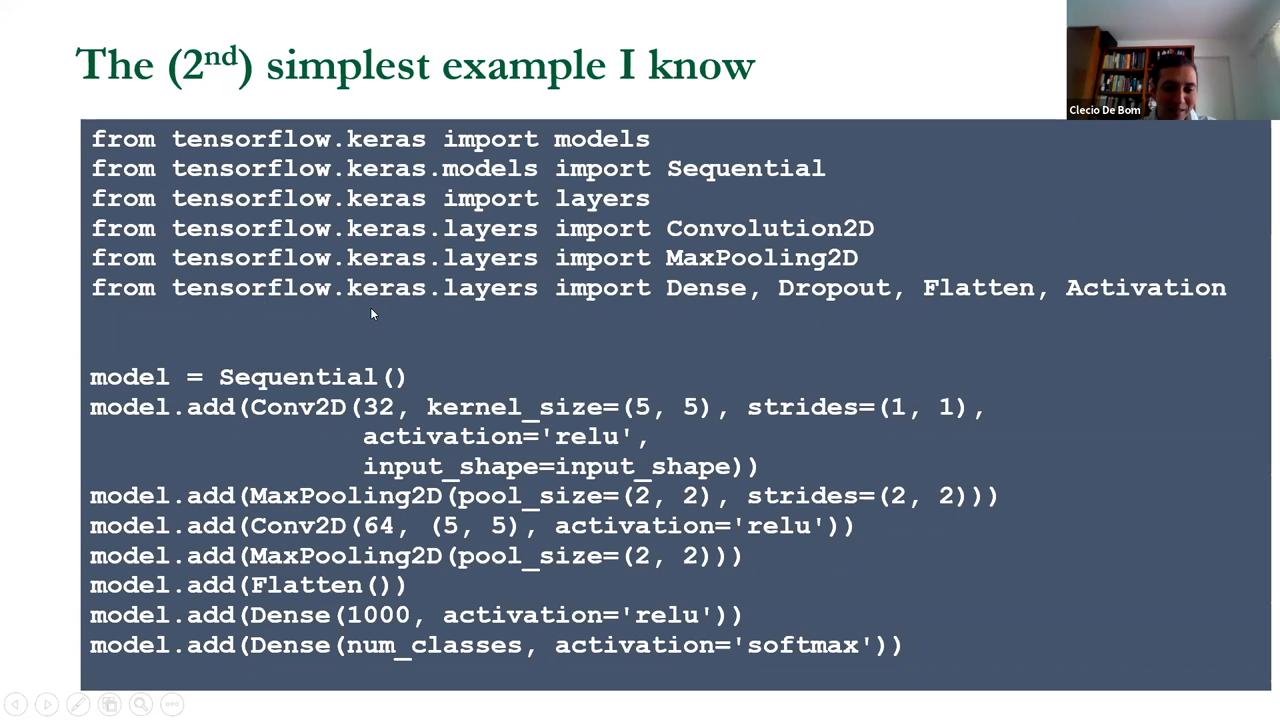 The (2nd) simplest example I know
Clecio De Bom
from tensorflow.keras import models
from tensorflow.keras.models import Sequential
from tensorflow.keras import layers
from tensorflow.keras.layers import Convolution2D
from tensorflow.keras.layers import MaxPooling2D
from tensorflow.keras.layers import Dense, Dropout, Flatten, Activation
model = Sequential()
model.add(Conv2D(32, kernel_size=(5, 5), strides=(1, 1),
activation='relu',
input_shape=input_shape))
model.add(MaxPooling2D(pool_size=(2, 2), strides=(2, 2)))
model.add(Conv2D(64, (5, 5), activation='relu'))
model.add(MaxPooling2D(pool_size=(2, 2)))
model.add(Flatten())
model.add(Dense(1000, activation='relu'))
model.add(Dense(num_classes, activation='softmax'))